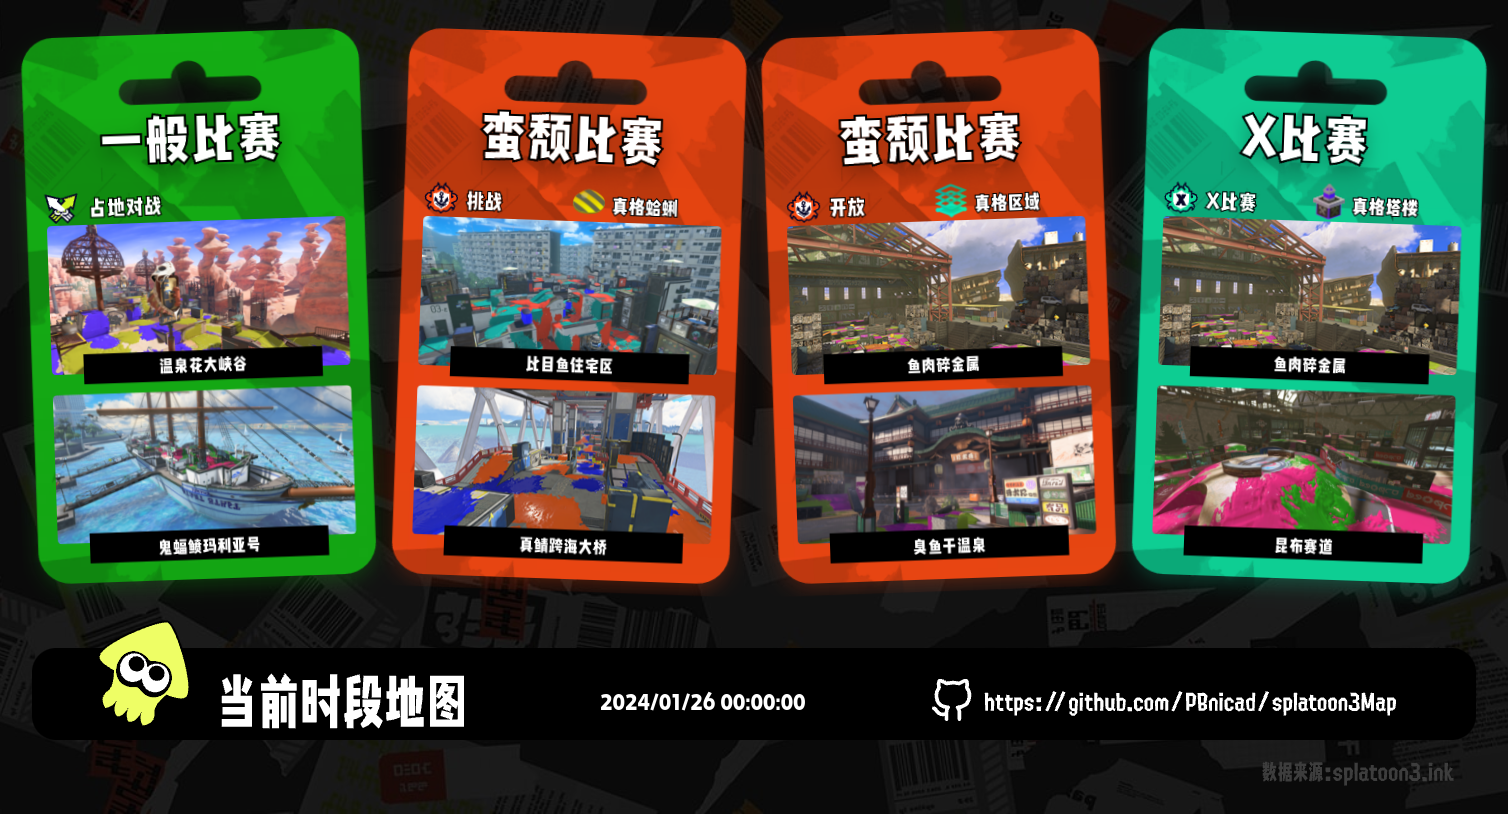 一般比赛
占地对战
温泉花大峡谷
鬼蝠鲼玛利亚号
蛮颓比赛
挑战
真格蛤蜊
比目鱼住宅区
真鲭跨海大桥
蛮颓比赛
开放
真格区域
鱼肉碎金属
臭鱼干温泉
X比赛
X比赛
真格塔楼
鱼肉碎金属
昆布赛道
当前时段地图
2024/01/26 00:00:00
https://github.com/PBnicad/splatoon3Map
数据来源:splatoon3.ink